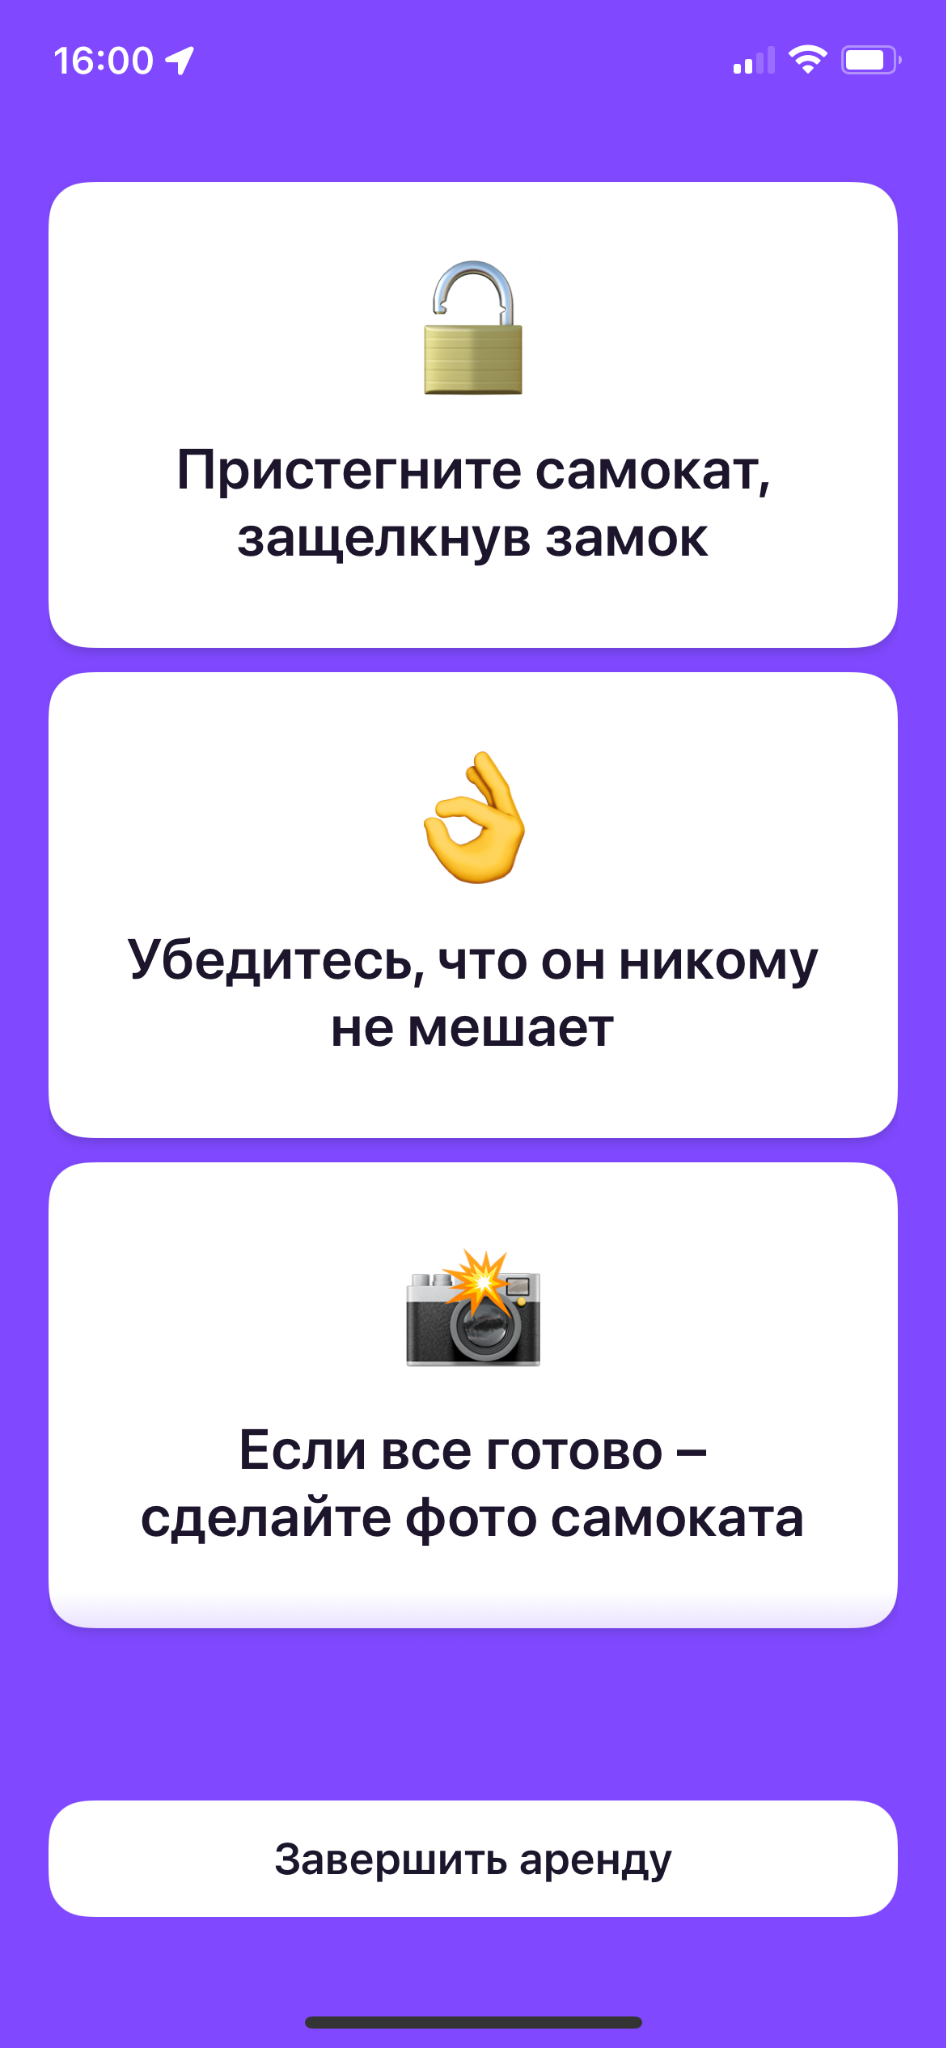 16:00
Пристегните самокат,
защелкнув замок
Убедитесь, что он никому
не мешает
Если все готово –
сделайте фото самоката
Завершить аренду